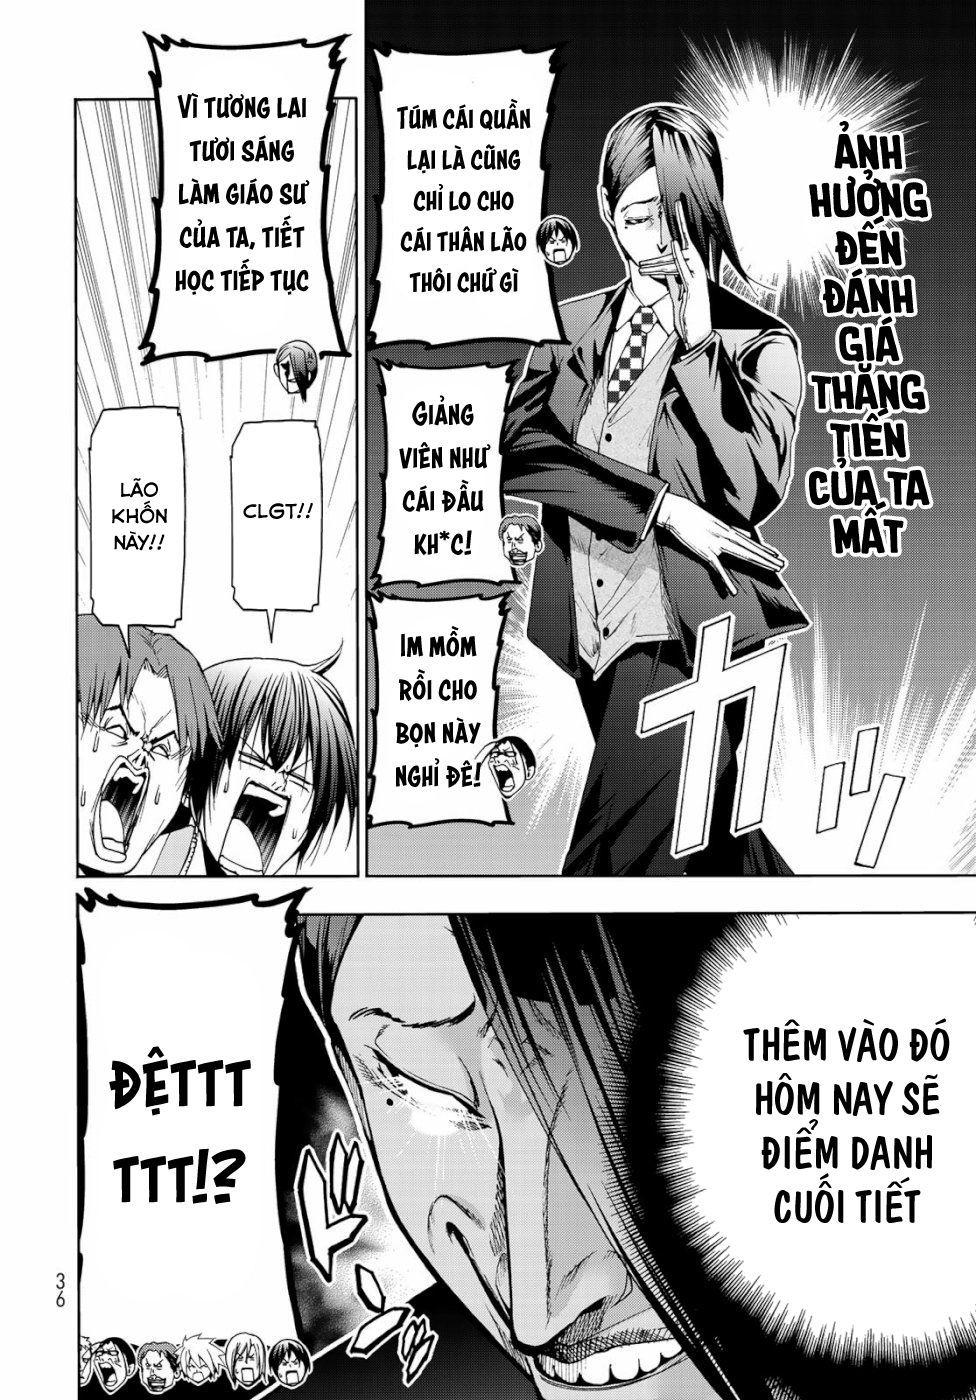 ẢNH
HƯỞNG
ĐẾN
ĐÁNH
GIÁ
THĂNG
TIẾN
CỦA TA
MẤT
TÚM CÁI QUẦN
LẠI LÀ CŨNG
CHỈ LO CHO
CÁI THÂN LÃO
THÔI CHỨ GÌ
GIẢNG
VIÊN NHƯ
CÁI ĐẦU
KH*C!
IM MỒM
RỒI CHO
BỌN NÀY
NGHỈ ĐÊ!
ガッ
VÌ TƯƠNG LAI
TƯƠI SÁNG
LÀM GIÁO SƯ
CỦA TA, TIẾT
HỌC TIẾP TỤC
CLGT!!
LÃO
KHỐN
NÀY!!
THÊM VÀO ĐÓ
HÔM NAY SẼ
ĐIỂM DANH
CUỐI TIẾT
ĐỆTTT
TTT!?
36